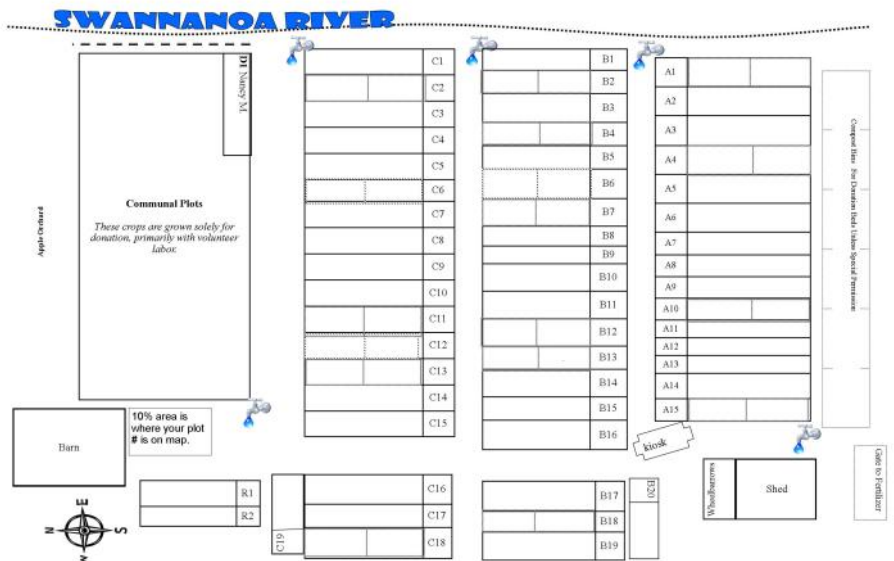 SWANNANOA RIVER
Apple Orchard
D1 Nancy M.
Communal Plots
These crops are grown solely for
donation, primarily with volunteer
labor.
C1
C2
C3
C4
C5
C6
C7
C8
C9
C10
C11
C12
C13
C14
C15
B1
B2
B3
B4
B5
B6
B7
B8
B9
B10
B11
B12
B13
B14
B15
B16
A1
A2
A3
A4
A5
A6
A7
A8
A9
A10
A11
A12
A13
A14
A15
Compost Bins For Donation Beds Unless Special Permission
Barn
10% area is
where your plot
# is on map.
kiosk
Wheelbarrows
Shed
Gate to Fertilizer
R1
R2
C19
C16
C17
C18
B17
B18
B19
B20
E
N
S
W